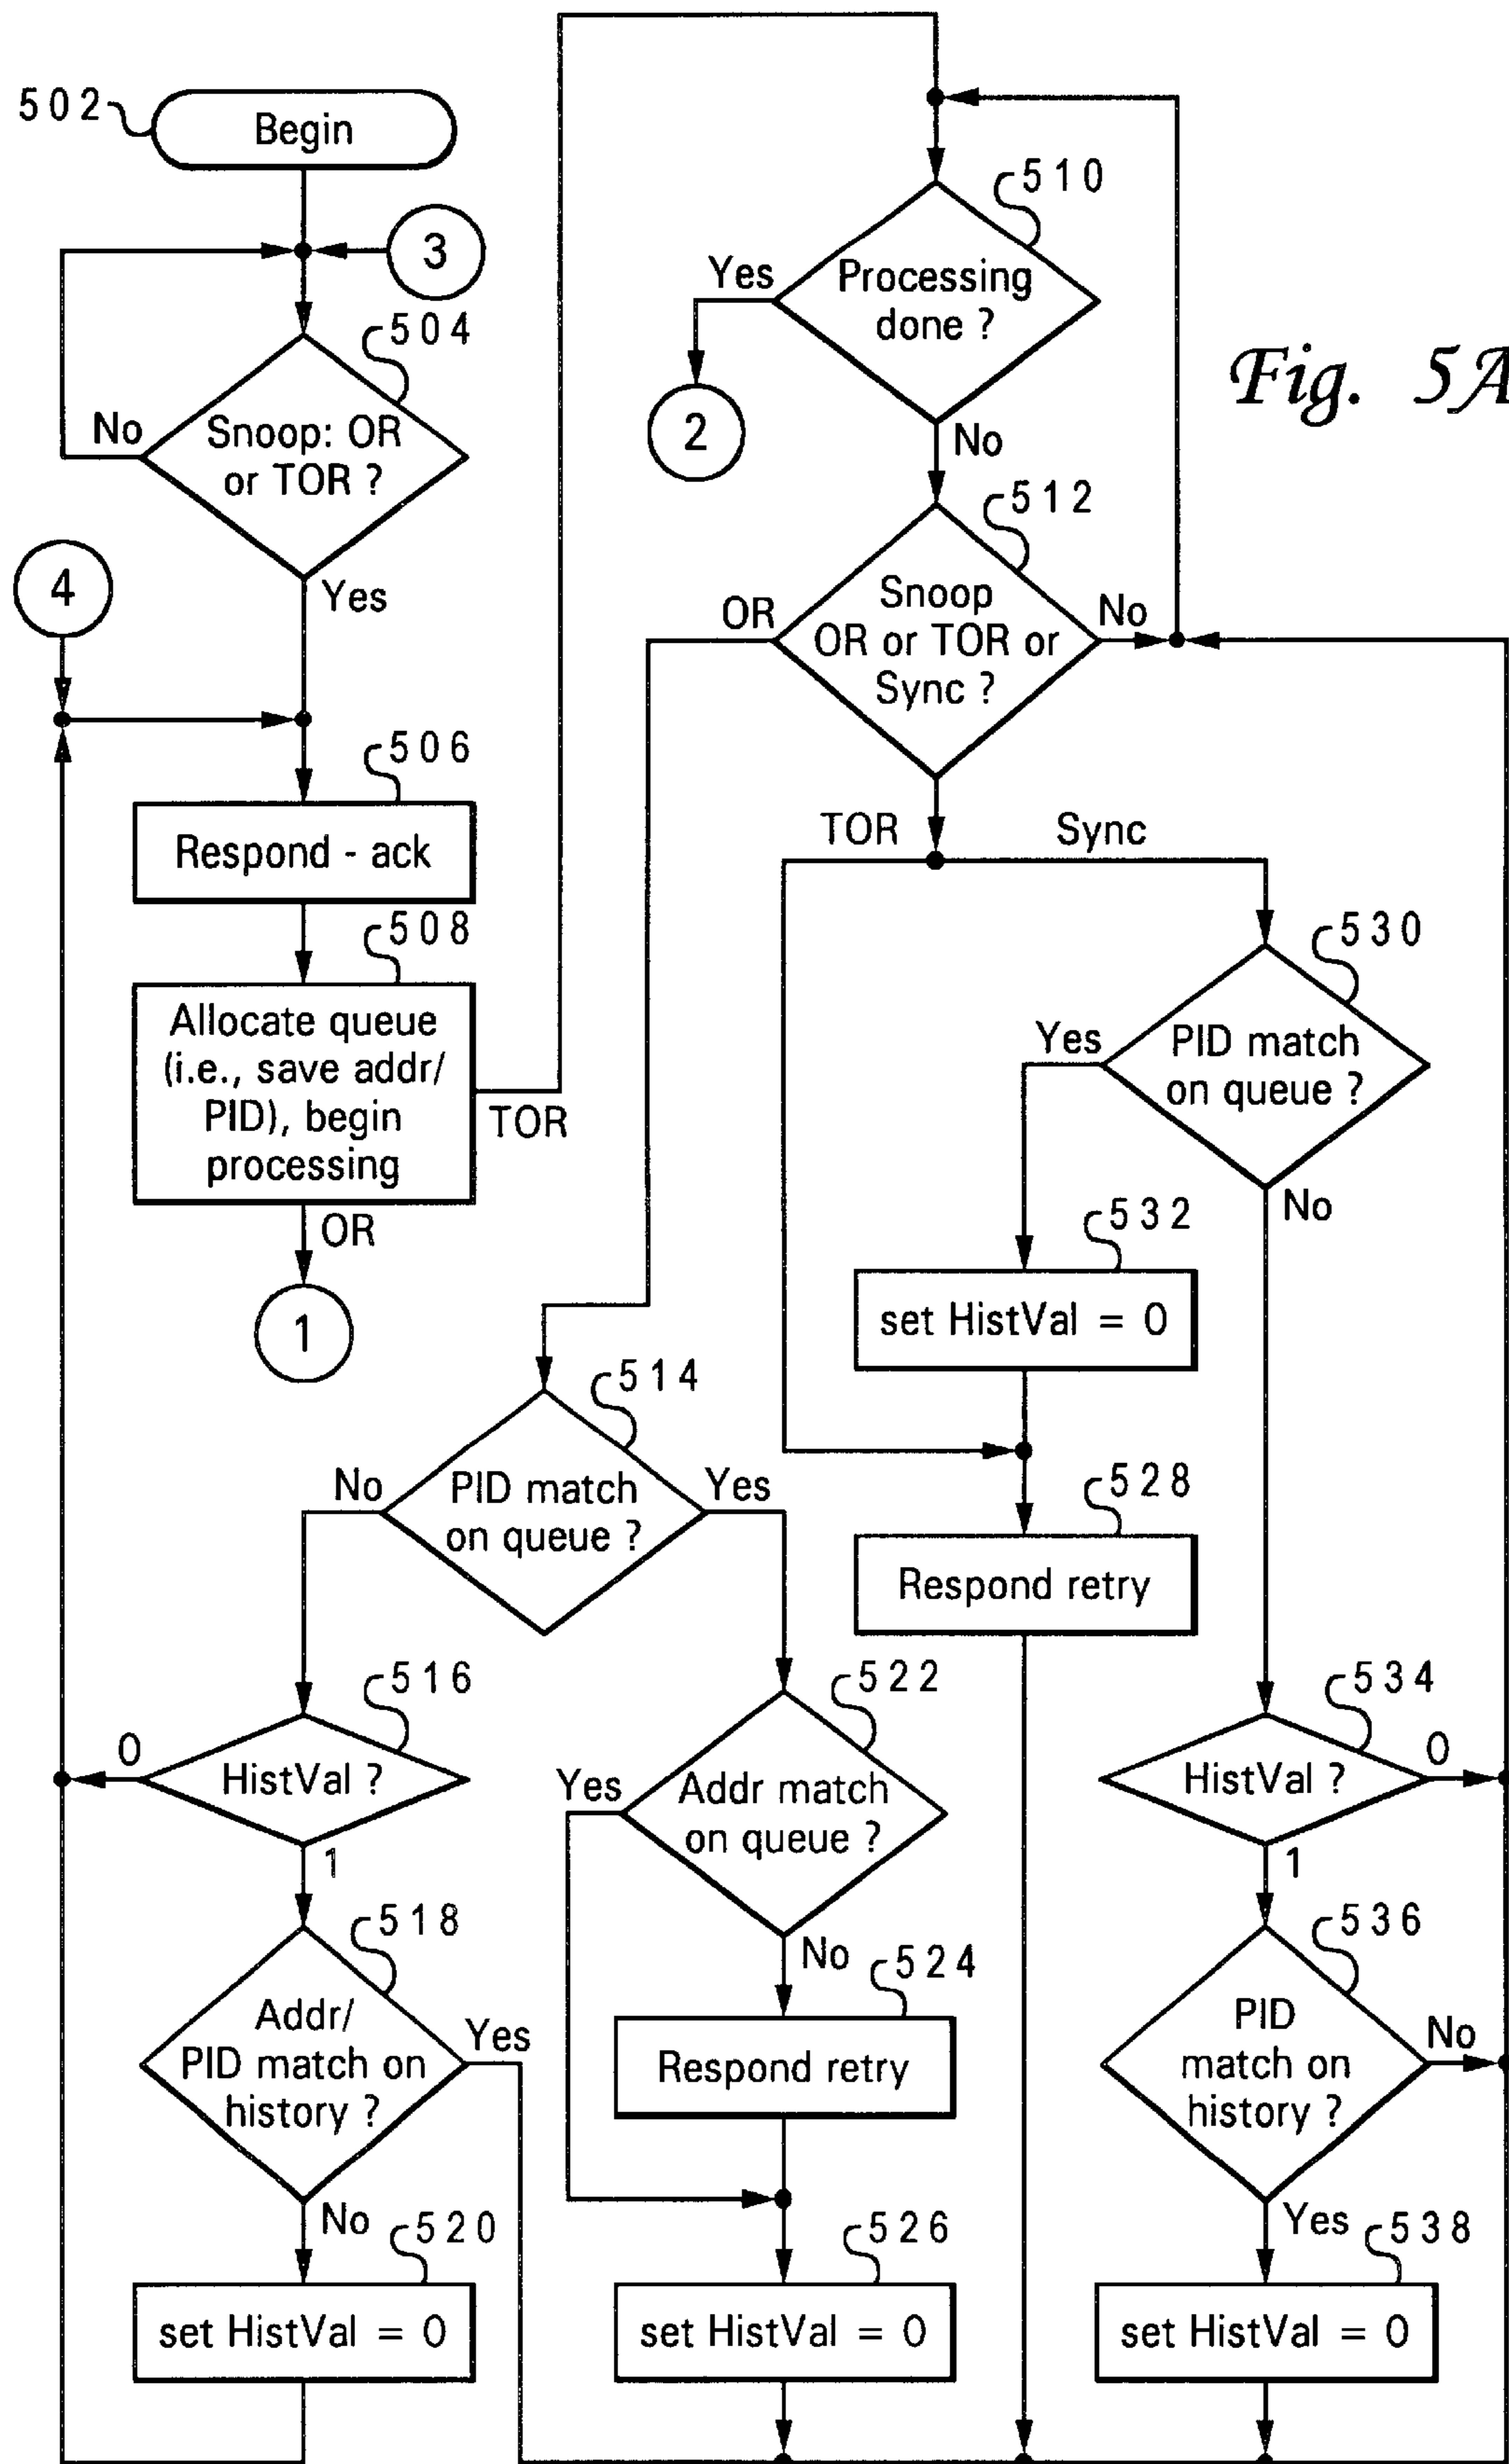 502
Begin
3
504
No
Snoop: OR
or TOR ?
Yes
4
506
Respond - ack
508
Allocate queue
(i.e., save addr/
PID), begin
processing
TOR
OR
1
510
Yes
Processing
done ?
2
No
Fig. 5A
512
OR
Snoop
OR or TOR or
Sync ?
No
TOR
Sync
530
Yes
PID match
on queue ?
No
532
set HistVal = 0
514
No
PID match
on queue ?
Yes
528
Respond retry
516
0
HistVal ?
1
522
Yes
Addr match
on queue ?
No
534
HistVal ?
0
1
518
Addr/
PID match on
history ?
Yes
No
524
Respond retry
536
PID
match on
history ?
No
Yes
520
set HistVal = 0
526
set HistVal = 0
538
set HistVal = 0